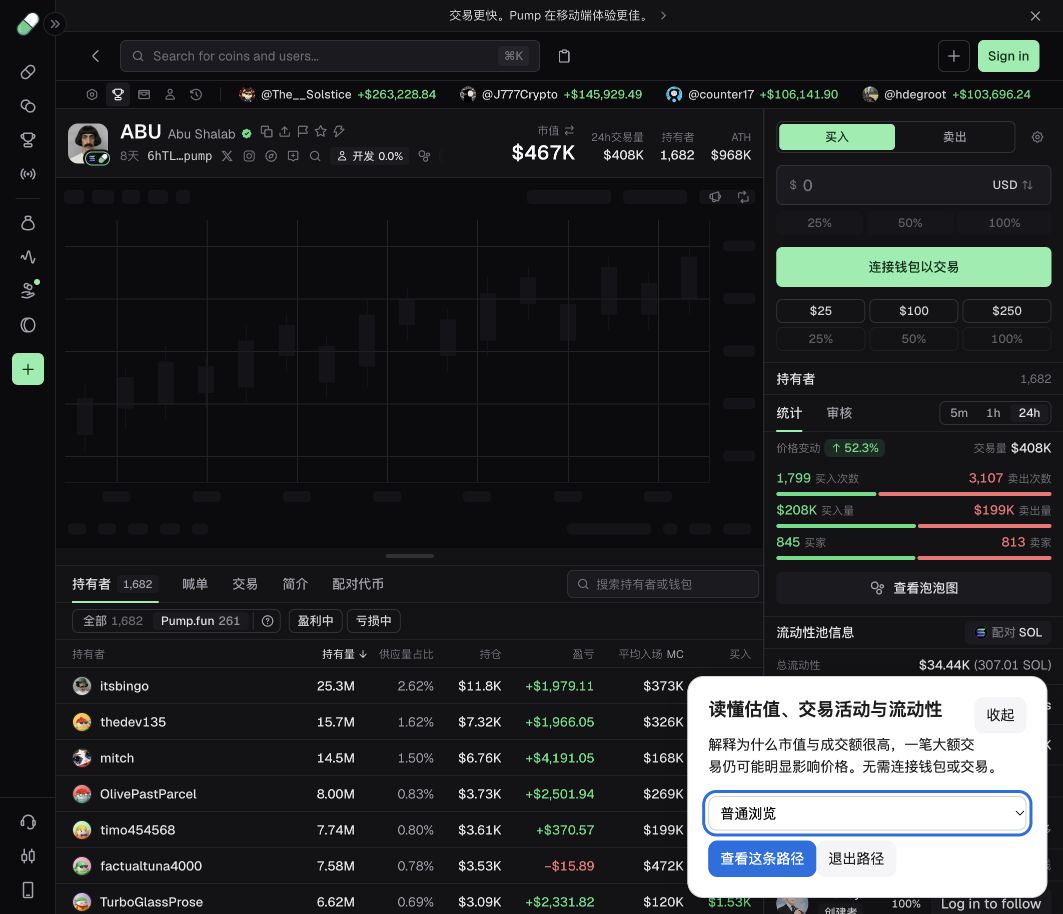 交易更快。Pump 在移动端体验更佳。
Search for coins and users...
⌘K
Sign in
@The__Solstice +$263,228.84
@J777Crypto +$145,929.49
@counter17 +$106,141.90
@hdegroot +$103,696.24
ABU Abu Shalab
8天 6hTL...pump
开发 0.0%
市值
$467K
24h交易量
$408K
持有者
1,682
ATH
$968K
买入
卖出
$ 0
USD
25% 50% 100%
连接钱包以交易
$25 $100 $250
25% 50% 100%
持有者 1,682
统计 审核
5m 1h 24h
价格变动 ↑ 52.3%
交易量 $408K
1,799 买入次数
3,107 卖出次数
$208K 买入量
$199K 卖出量
845 买家
813 卖家
查看泡泡图
流动性池信息
配对 SOL
总流动性
$34.44K (307.01 SOL)
持有者 1,682 喊单 交易 简介 配对代币
搜索持有者或钱包
全部 1,682 Pump.fun 261
盈利中 亏损中
持有者 持有量 ↓ 供应量占比 持仓 盈亏 平均入场 MC 买入
itsbingo 25.3M 2.62% $11.8K +$1,979.11 $373K
thedev135 15.7M 1.62% $7.32K +$1,966.05 $326K
mitch 14.5M 1.50% $6.76K +$4,191.05 $168K
OlivePastParcel 8.00M 0.83% $3.73K +$2,501.94 $269K
timo454568 7.74M 0.80% $3.61K +$370.57 $199K
factualtuna4000 7.58M 0.78% $3.53K −$15.89 $472K
TurboGlassProse 6.62M 0.69% $3.09K +$2,331.82 $120K $1.53K
读懂估值、交易活动与流动性
收起
解释为什么市值与成交额很高，一笔大额交
易仍可能明显影响价格。无需连接钱包或交易。
普通浏览
查看这条路径
退出路径
创建者
100%
Log in to follow